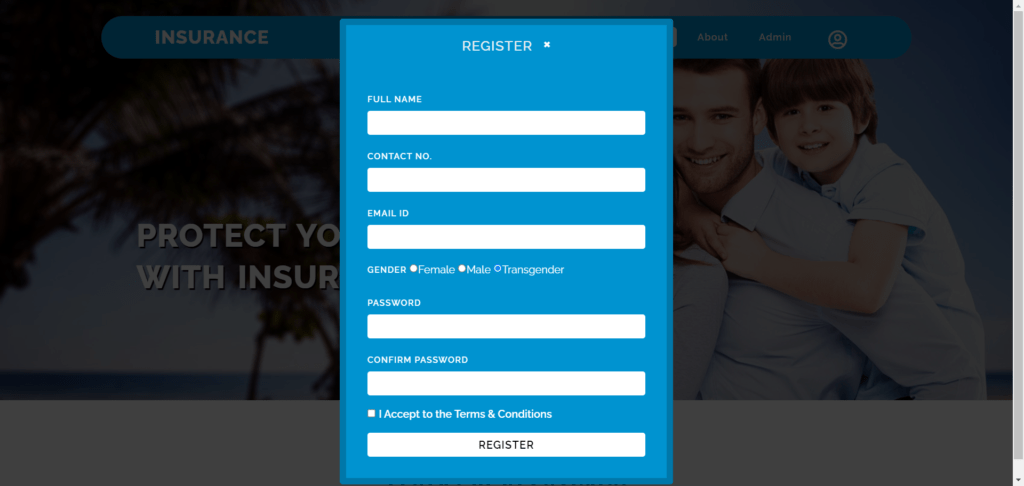 INSURANCE
About
Admin
PROTECT YO
WITH INSUR
REGISTER ✖
FULL NAME
CONTACT NO.
EMAIL ID
GENDER Female Male Transgender
PASSWORD
CONFIRM PASSWORD
I Accept to the Terms & Conditions
REGISTER